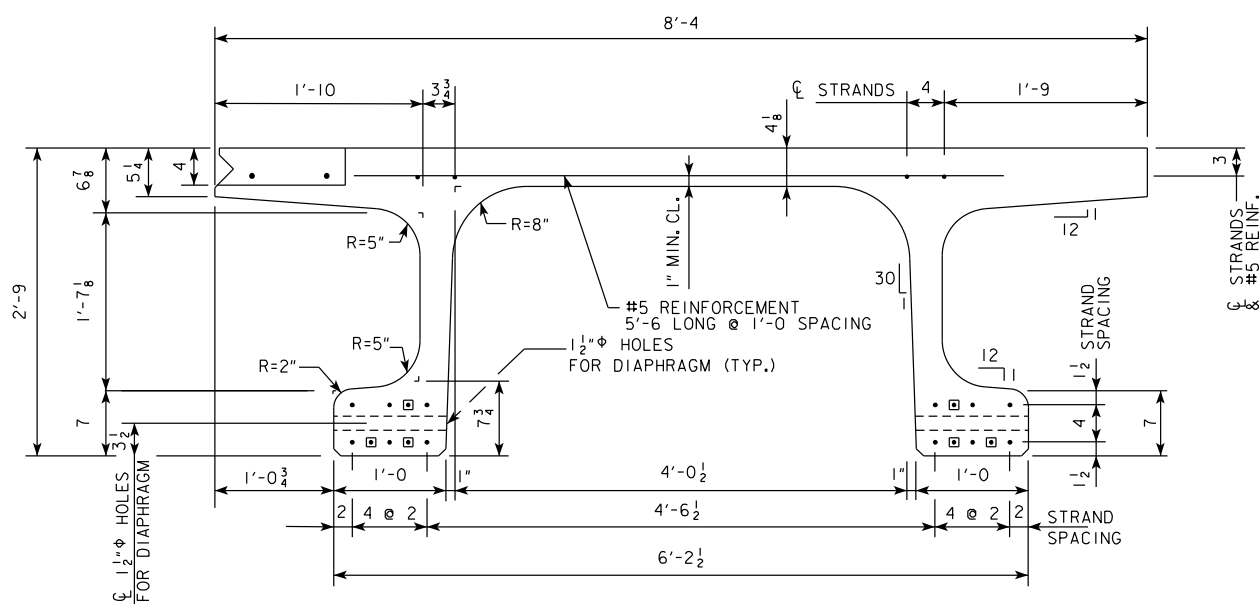 8'-4
1'-10
3 3/4
℄ STRANDS
4
1'-9
4 1/8
6 7/8
5 1/4
4
3
R=8"
R=5"
12
1" MIN. CL.
30
1
℄ STRANDS
& #5 REINF.
2'-9
1'-7 1/8
#5 REINFORCEMENT
5'-6 LONG @ 1'-0 SPACING
1 1/2"Φ HOLES
FOR DIAPHRAGM (TYP.)
STRAND
SPACING
R=5"
R=2"
12
1
1 1/2
7
3 1/2
7 3/4
4
7
1 1/2
1'-0 3/4
1'-0
1"
4'-0 1/2
1"
1'-0
2
4 @ 2
4'-6 1/2
4 @ 2
2
STRAND
SPACING
6'-2 1/2
℄ 1 1/2"Φ HOLES
FOR DIAPHRAGM